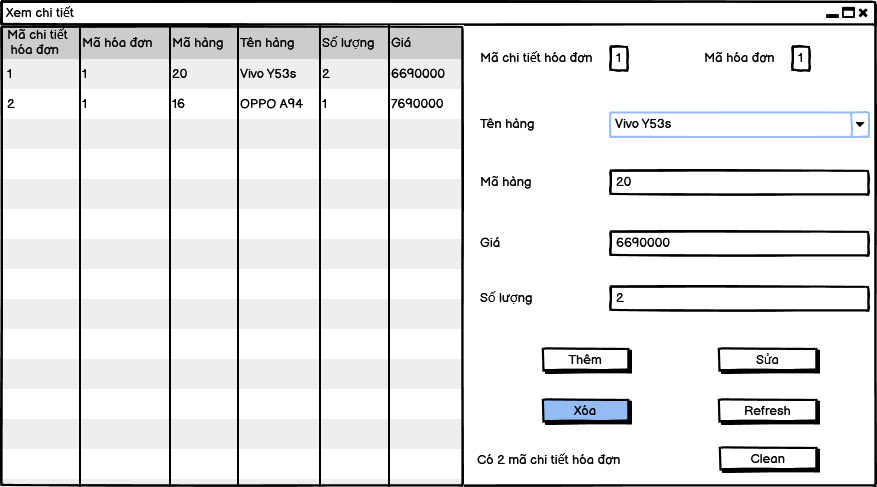 Xem chi tiết
Mã chi tiết hóa đơn Mã hóa đơn Mã hàng Tên hàng Số lượng Giá
1 1 20 Vivo Y53s 2 6690000
2 1 16 OPPO A94 1 7690000
Mã chi tiết hóa đơn 1 Mã hóa đơn 1
Tên hàng Vivo Y53s
Mã hàng 20
Giá 6690000
Số lượng 2
Thêm Sửa
Xóa Refresh
Có 2 mã chi tiết hóa đơn Clean